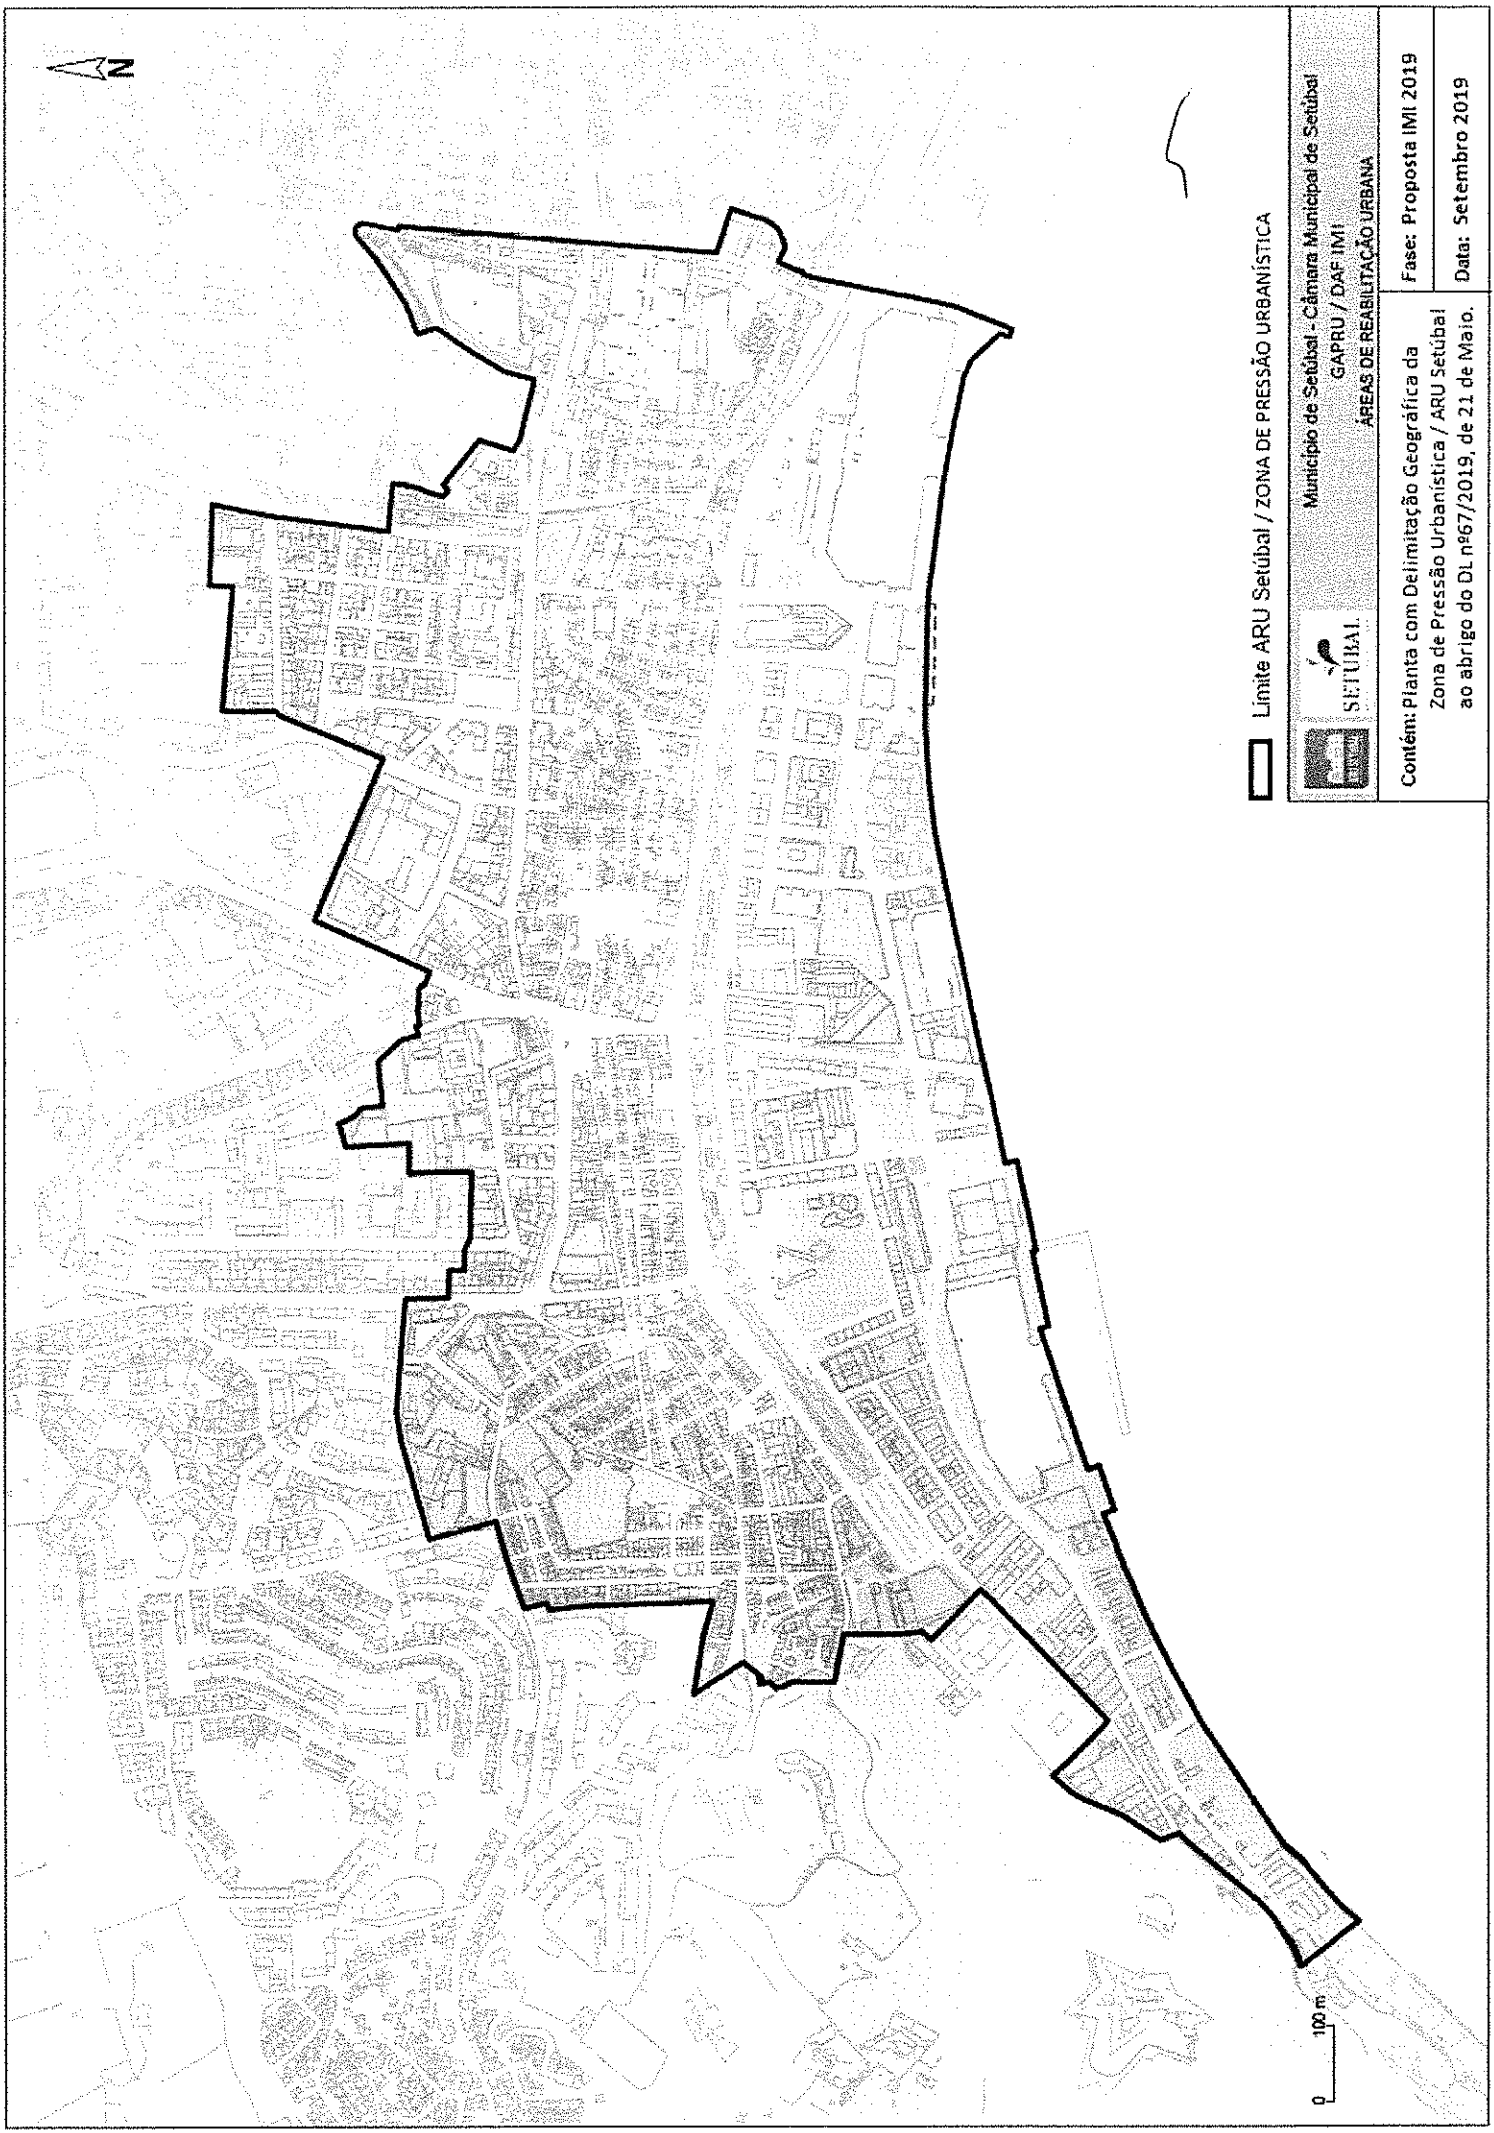 N
Limite ARU Setúbal / ZONA DE PRESSÃO URBANÍSTICA
SETÚBAL
Município de Setúbal - Câmara Municipal de Setúbal
GAPRU / DAF IMI
ÁREAS DE REABILITAÇÃO URBANA
Contém: Planta com Delimitação Geográfica da
Zona de Pressão Urbanística / ARU Setúbal
ao abrigo do DL nº67/2019, de 21 de Maio.
Fase: Proposta IMI 2019
Data: Setembro 2019
0 100 m